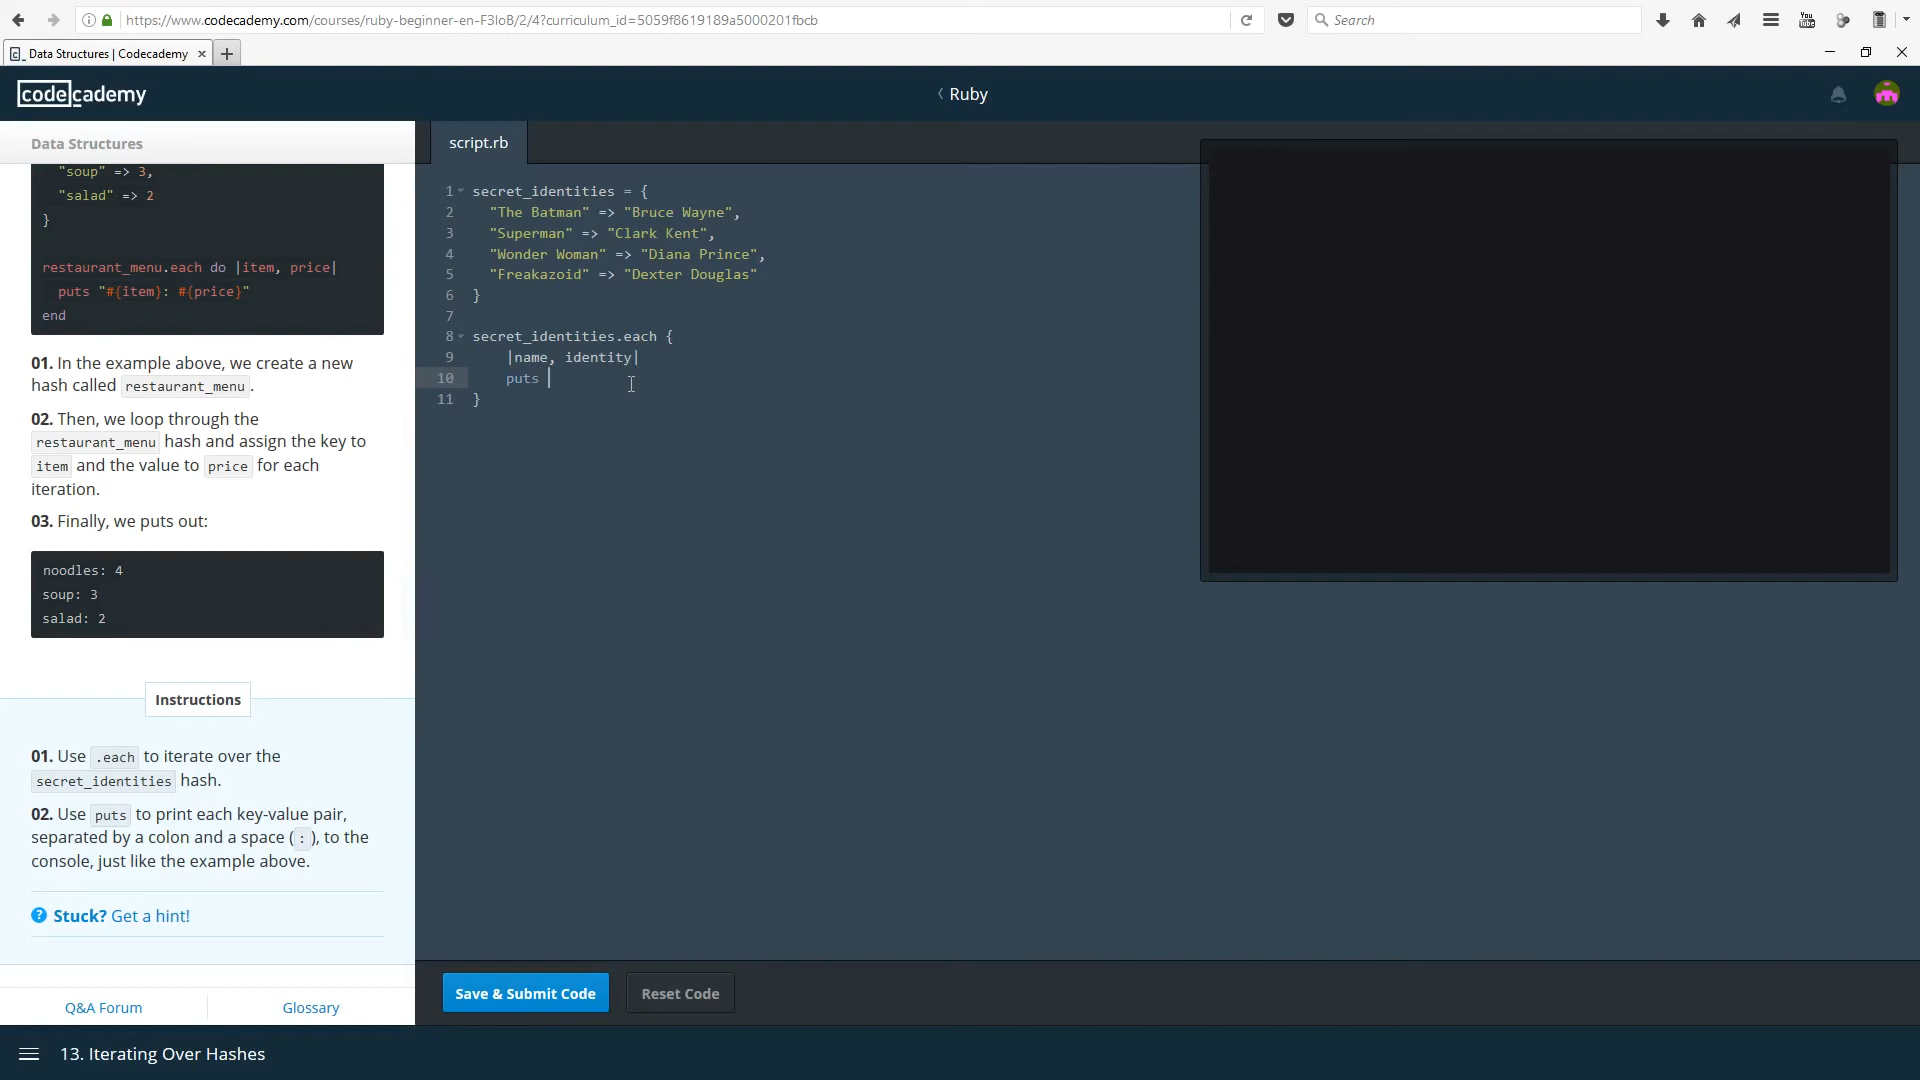 https://www.codecademy.com/courses/ruby-beginner-en-F3loB/2/4?curriculum_id=5059f8619189a5000201fbcb
Search
You
Tube
Data Structures | Codecademy
codecademy
Ruby
Data Structures
"soup" => 3,
"salad" => 2
}
restaurant_menu.each do |item, price|
puts "#{item}: #{price}"
end
01. In the example above, we create a new
hash called restaurant_menu.
02. Then, we loop through the
restaurant_menu hash and assign the key to
item and the value to price for each
iteration.
03. Finally, we puts out:
noodles: 4
soup: 3
salad: 2
Instructions
01. Use .each to iterate over the
secret_identities hash.
02. Use puts to print each key-value pair,
separated by a colon and a space (: ), to the
console, just like the example above.
? Stuck? Get a hint!
Q&A Forum
Glossary
script.rb
1 secret_identities = {
2 "The Batman" => "Bruce Wayne",
3 "Superman" => "Clark Kent",
4 "Wonder Woman" => "Diana Prince",
5 "Freakazoid" => "Dexter Douglas"
6 }
7
8 secret_identities.each {
9 |name, identity|
10 puts
11 }
Save & Submit Code
Reset Code
13. Iterating Over Hashes